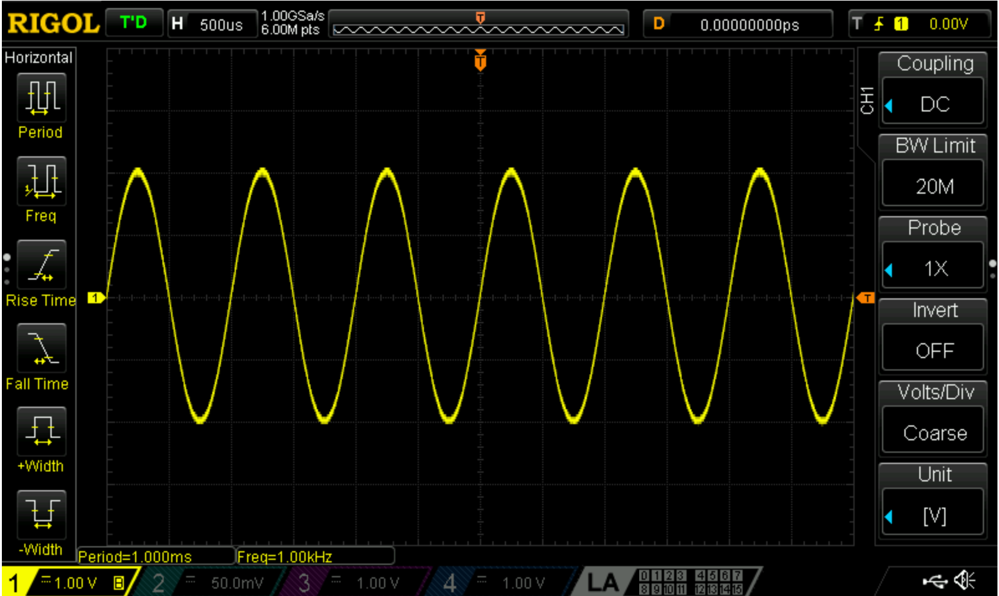 RIGOL T'D H 500us 1.00GSa/s 6.00M pts T D 0.00000000ps T 1 0.00V
Horizontal
Period
Freq
Rise Time
Fall Time
+Width
-Width
T
1
T
CH1
Coupling
DC
BW Limit
20M
Probe
1X
Invert
OFF
Volts/Div
Coarse
Unit
[V]
Period=1.000ms Freq=1.00kHz
1 1.00 V B 2 50.0mV 3 1.00 V 4 1.00 V LA
0 1 2 3 4 5 6 7
8 9 10 11 12 13 14 15